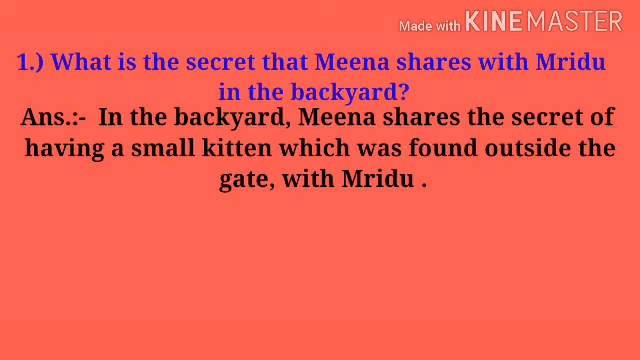 Made with KINEMASTER
1.) What is the secret that Meena shares with Mridu
in the backyard?
Ans.:- In the backyard, Meena shares the secret of
having a small kitten which was found outside the
gate, with Mridu .